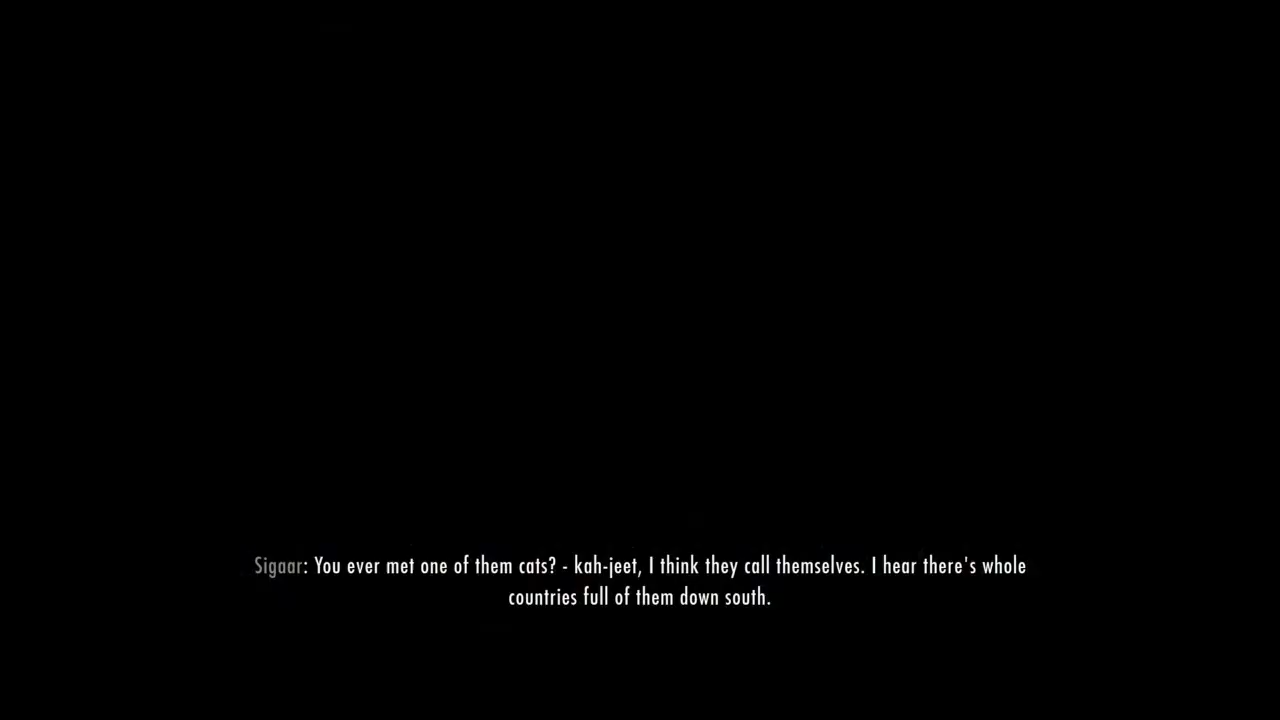 Sigaar: You ever met one of them cats? - kah-jeet, I think they call themselves. I hear there's whole
countries full of them down south.